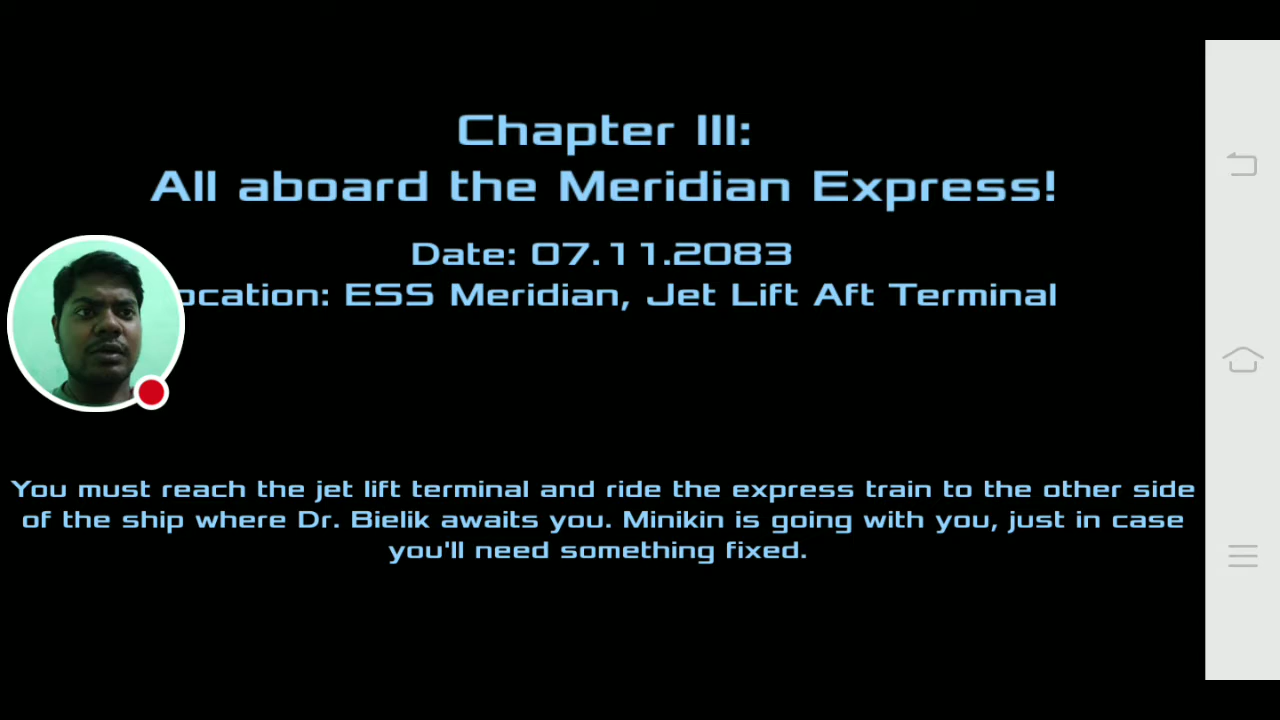 Chapter III:
All aboard the Meridian Express!
Date: 07.11.2083
ocation: ESS Meridian, Jet Lift Aft Terminal
You must reach the jet lift terminal and ride the express train to the other side
of the ship where Dr. Bielik awaits you. Minikin is going with you, just in case
you'll need something fixed.